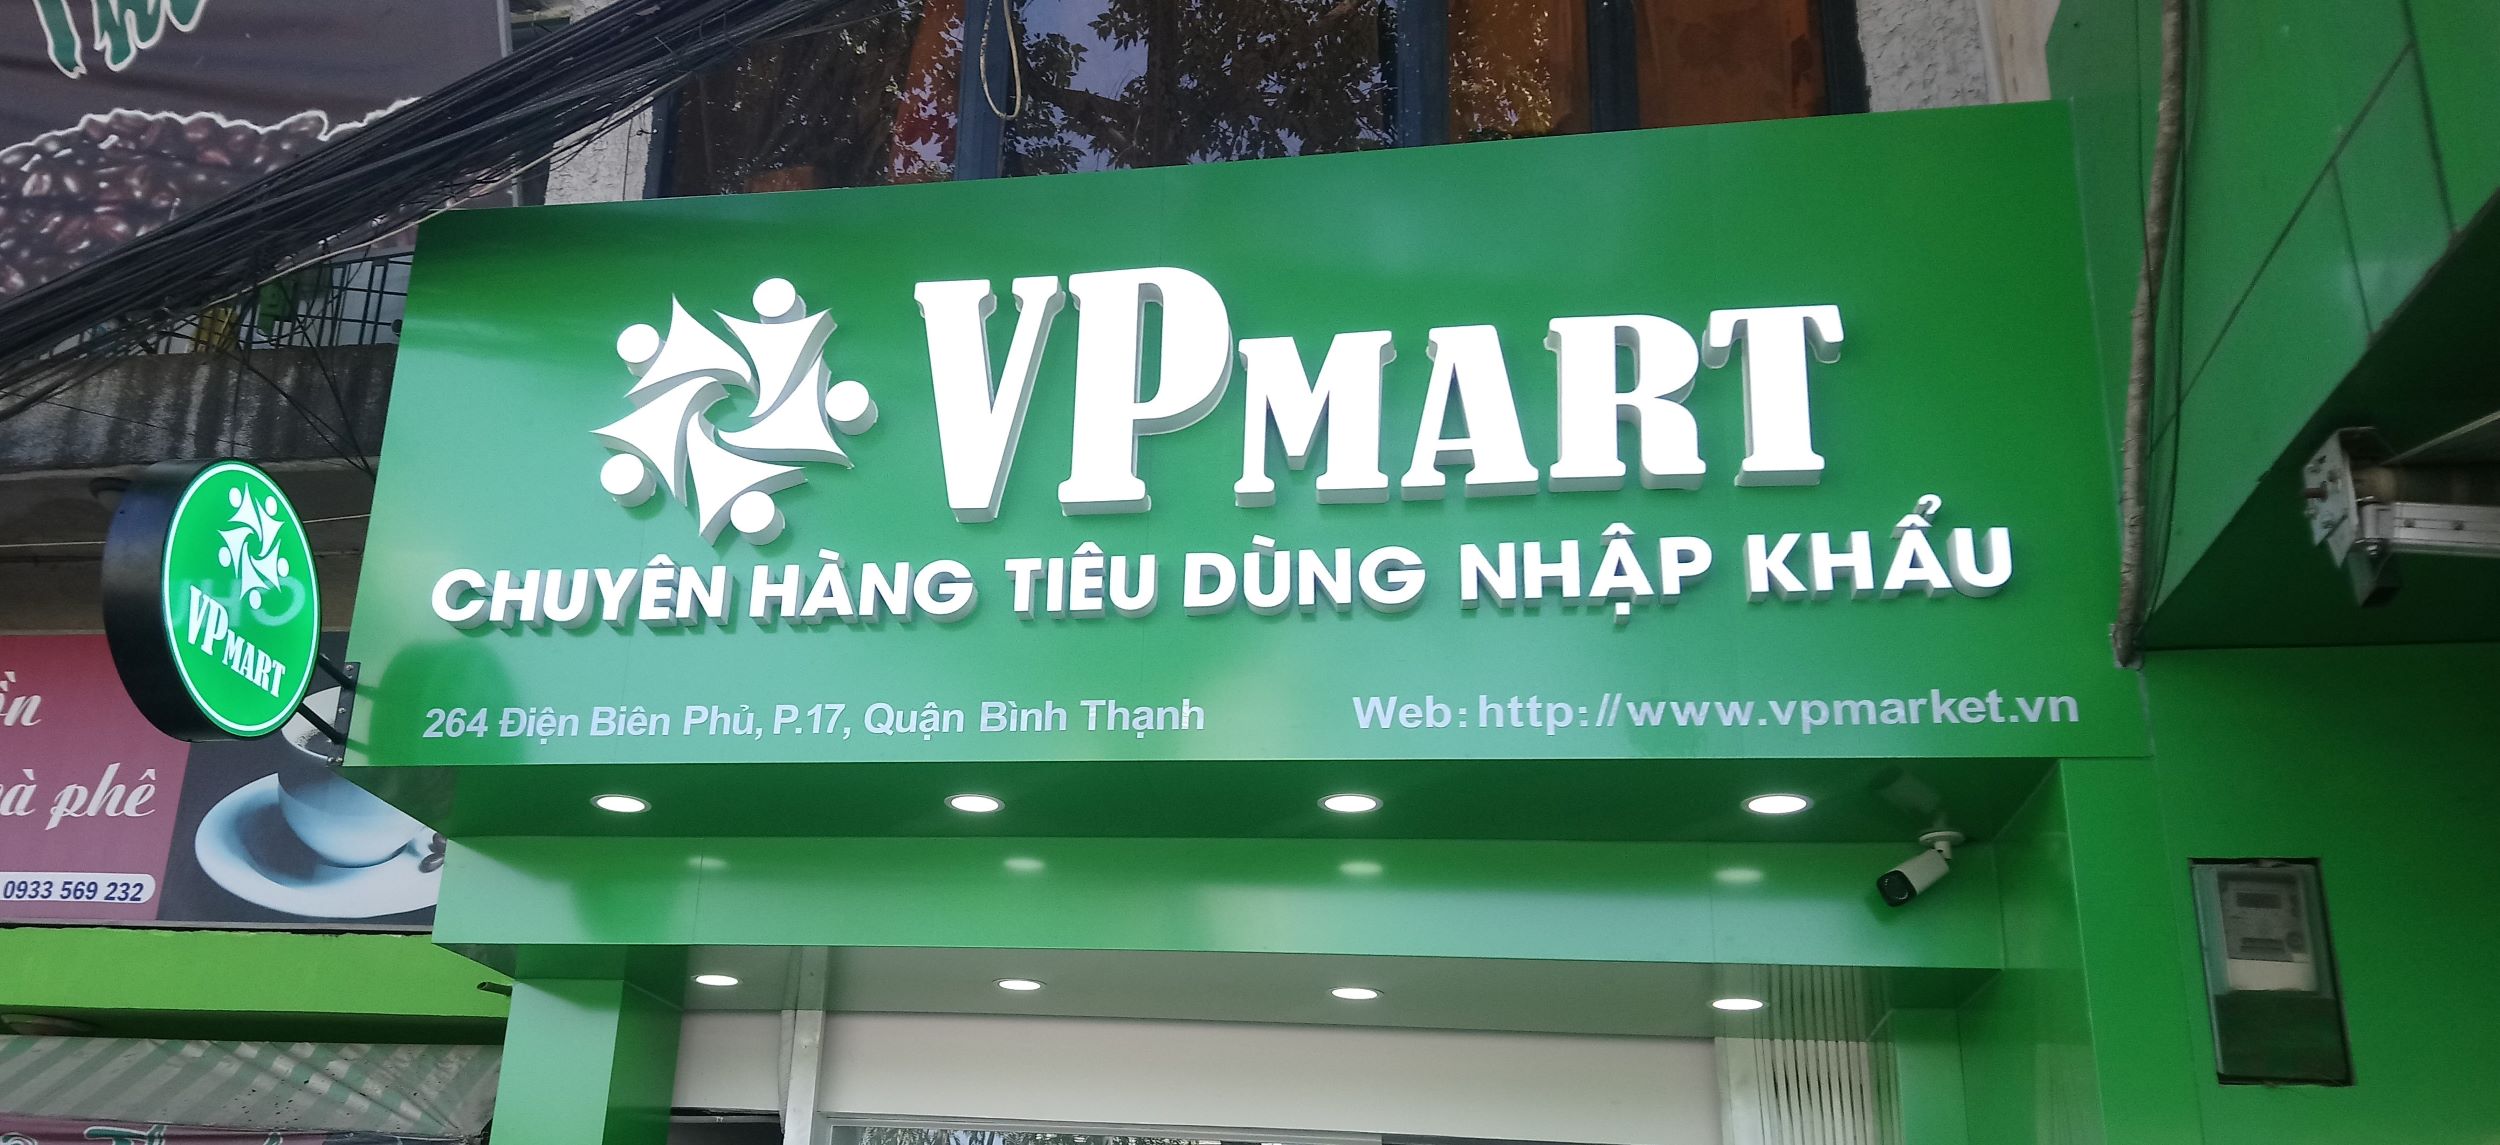 VPMART
CHUYÊN HÀNG TIÊU DÙNG NHẬP KHẨU
264 Điện Biên Phủ, P.17, Quận Bình Thạnh
Web: http://www.vpmarket.vn
VPMART
à phê
0933 569 232